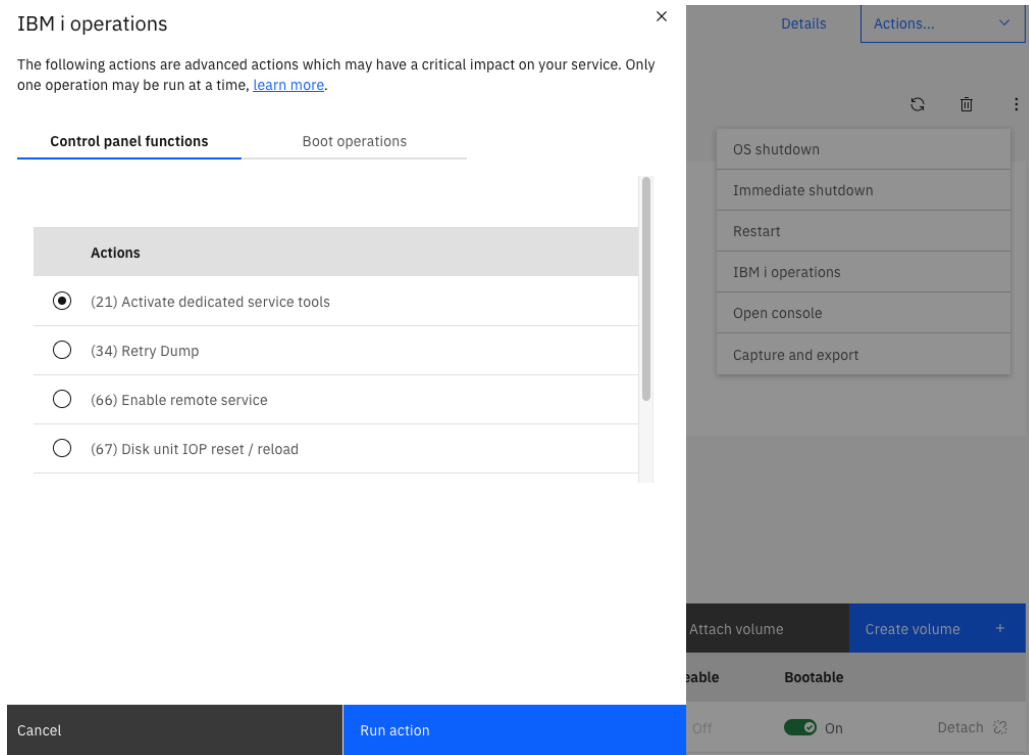 IBM i operations
The following actions are advanced actions which may have a critical impact on your service. Only
one operation may be run at a time, learn more.
Control panel functions
Boot operations
Actions
(21) Activate dedicated service tools
(34) Retry Dump
(66) Enable remote service
(67) Disk unit IOP reset / reload
Cancel
Run action
Details
Actions...
OS shutdown
Immediate shutdown
Restart
IBM i operations
Open console
Capture and export
Attach volume
Create volume +
eable
Bootable
Off
On
Detach